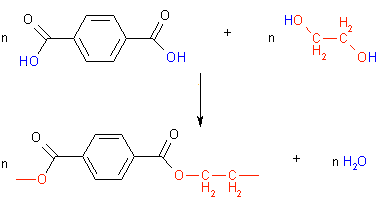 O O HO H₂
n C + n C
HO OH H₂ OH
O O
n O C C + n H₂O
O H₂ H₂